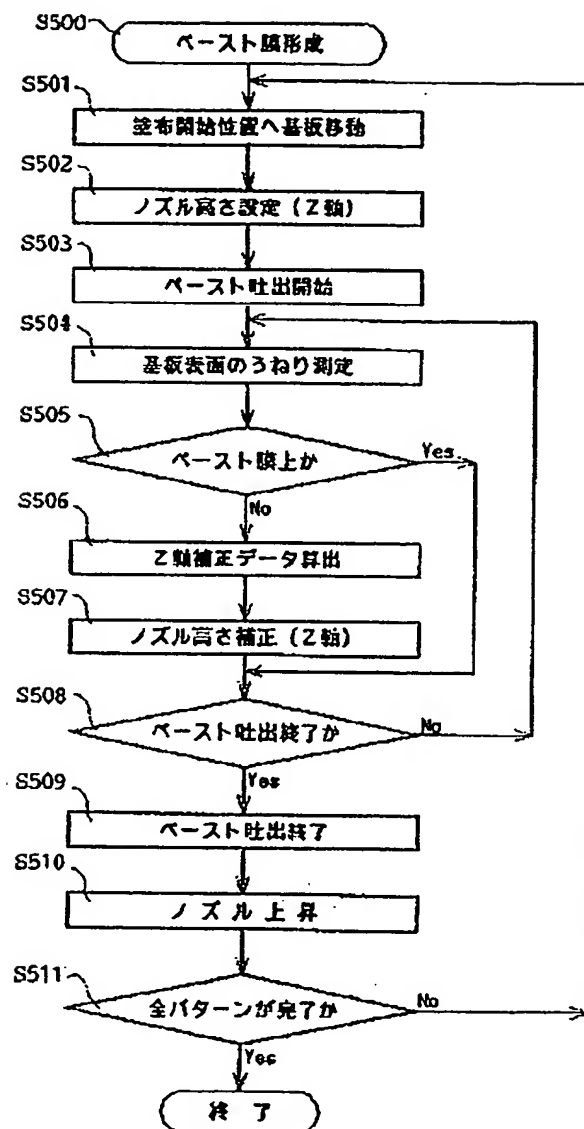 S500
ペースト膜形成
S501
塗布開始位置へ基板移動
S502
ノズル高さ設定(Z軸)
S503
ペースト吐出開始
S504
基板表面のうねり測定
S505
ペースト膜上か
Yes
No
S506
Z軸補正データ算出
S507
ノズル高さ補正(Z軸)
S508
ペースト吐出終了か
No
Yes
S509
ペースト吐出終了
S510
ノズル上昇
S511
全パターンが完了か
No
Yes
終了